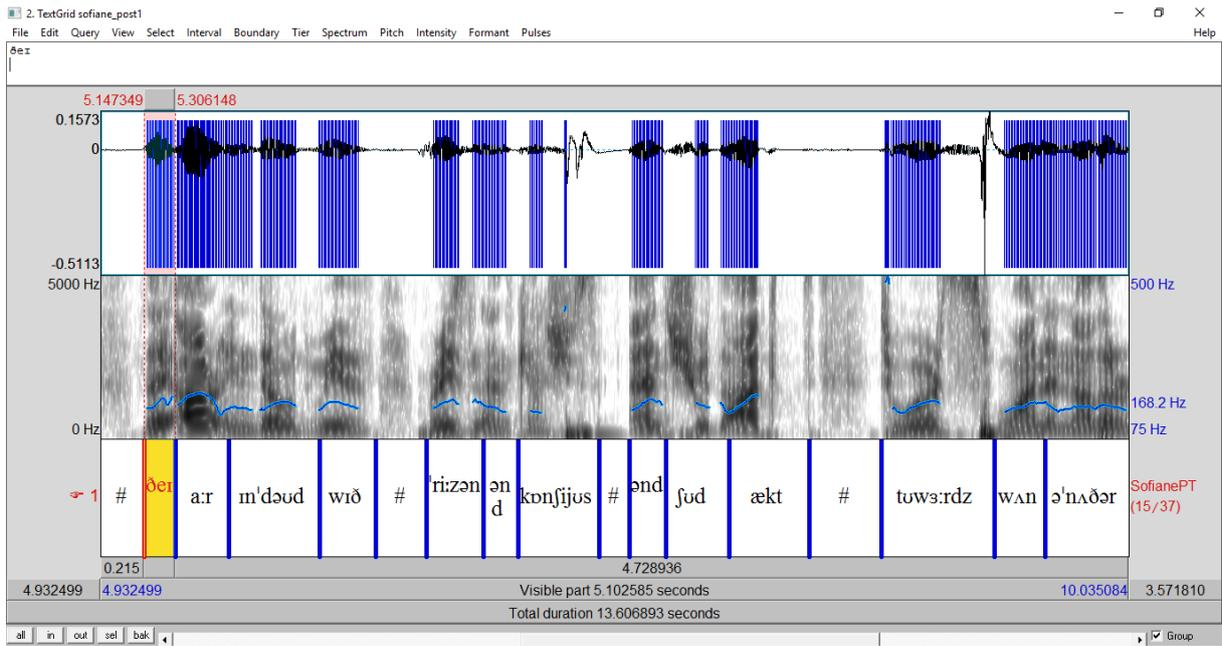 2. TextGrid sofiane_post1
File Edit Query View Select Interval Boundary Tier Spectrum Pitch Intensity Formant Pulses Help
ðeɪ
5.147349 5.306148
0.1573
0
-0.5113
5000 Hz 500 Hz
168.2 Hz
0 Hz 75 Hz
# ðeɪ a:r ɪnˈdəʊd wɪð # ˈri:zən ən kɒnʃijʊs # ənd ʃʊd ækt # tʊwɜ:rdz wʌn əˈnʌðər
d
☞ 1 SofianePT
(15/37)
0.215 4.728936
4.932499 4.932499 Visible part 5.102585 seconds 10.035084 3.571810
Total duration 13.606893 seconds
all in out sel bak Group